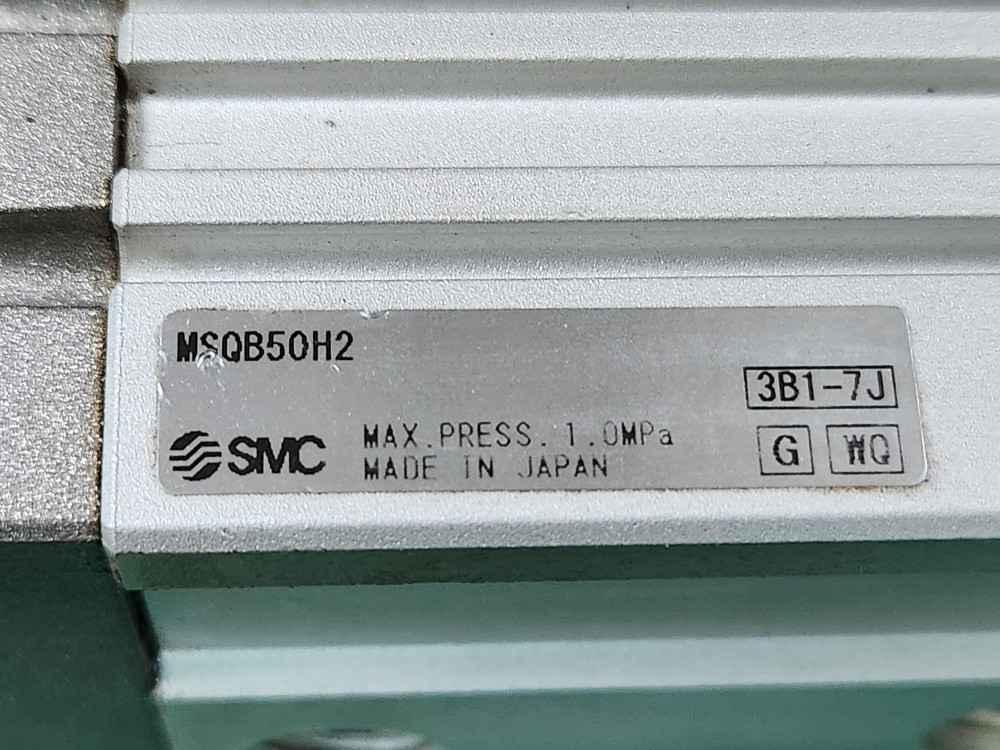 MSQB50H2
3B1-7J
SMC
MAX.PRESS. 1.0MPa
MADE IN JAPAN
G WQ